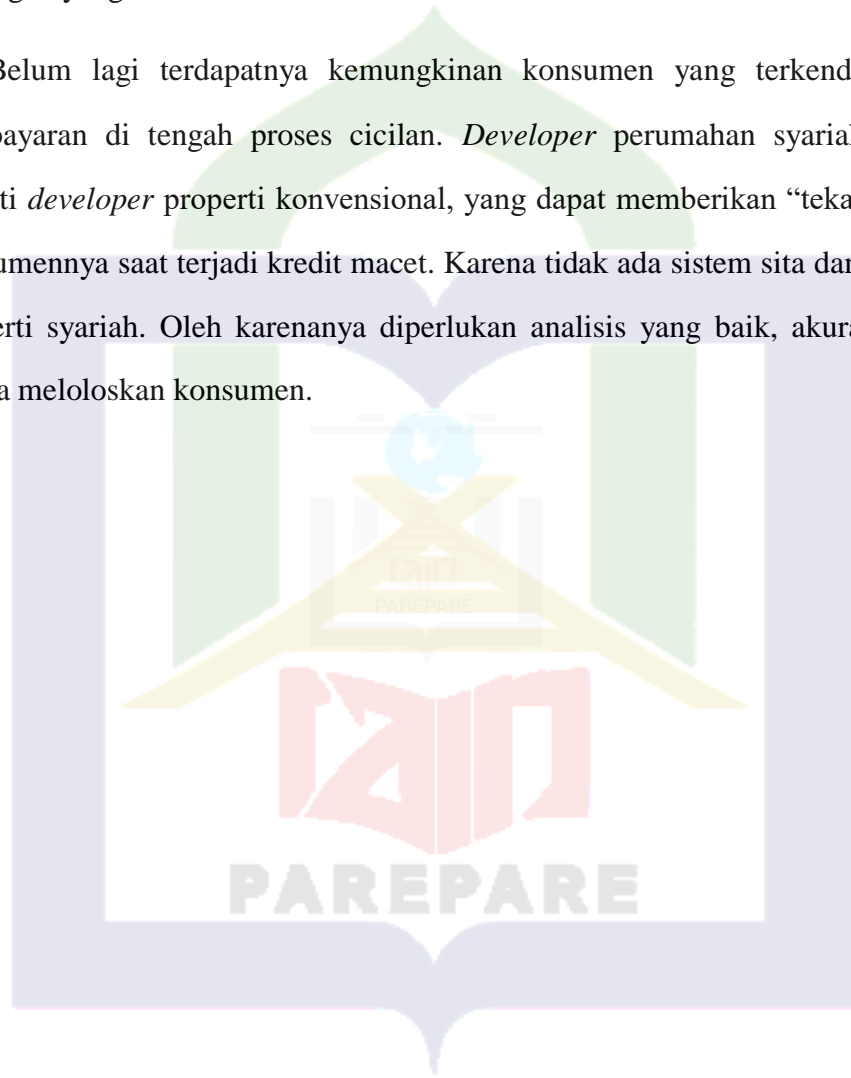 Belum lagi terdapatnya kemungkinan konsumen yang terkend
bayaran di tengah proses cicilan. Developer perumahan syariah
ti developer properti konvensional, yang dapat memberikan “teka
umennya saat terjadi kredit macet. Karena tidak ada sistem sita dan
erti syariah. Oleh karenanya diperlukan analisis yang baik, akura
a meloloskan konsumen.
PAREPARE
PAREPARE